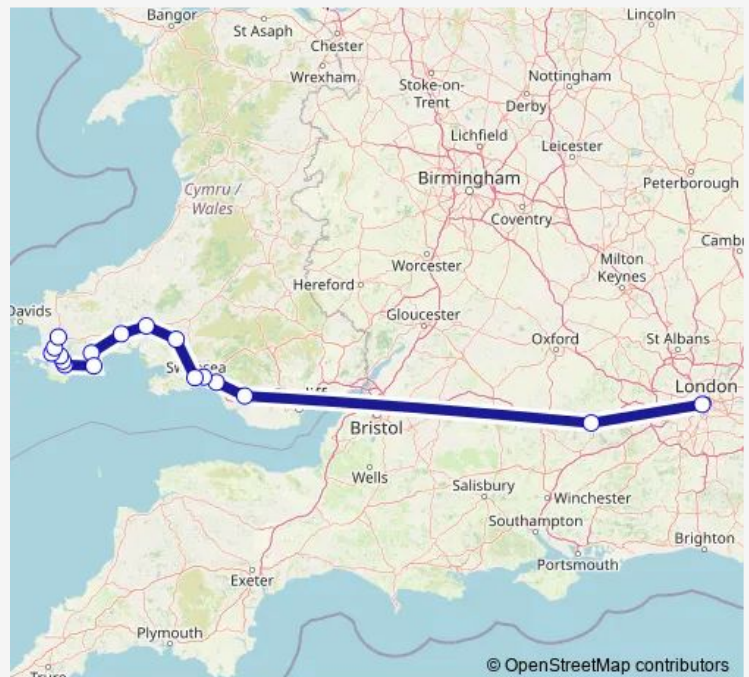 Bangor
Lincoln
St Asaph
Chester
Wrexham
Stoke-on-
Trent
Nottingham
Derby
Lichfield
Leicester
Cymru /
Wales
Birmingham
Peterborough
Coventry
Worcester
Milton
Keynes
Hereford
Davids
Gloucester
Oxford
St Albans
London
Bristol
Wells
Salisbury
Winchester
Southampton
Brighton
Portsmouth
Exeter
Plymouth
© OpenStreetMap contributors